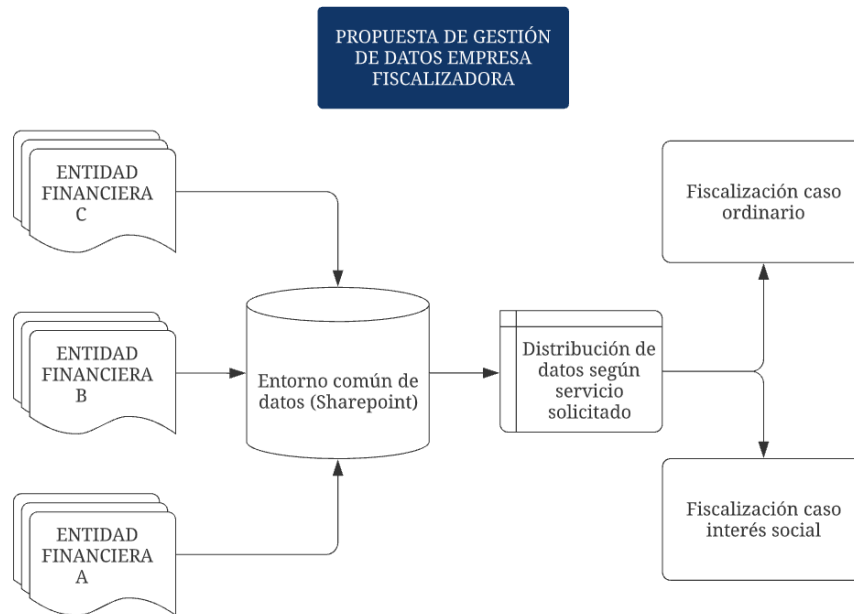 PROPUESTA DE GESTIÓN
DE DATOS EMPRESA
FISCALIZADORA
ENTIDAD
FINANCIERA
C
ENTIDAD
FINANCIERA
B
ENTIDAD
FINANCIERA
A
Entorno común de
datos (Sharepoint)
Distribución de
datos según
servicio
solicitado
Fiscalización caso
ordinario
Fiscalización caso
interés social